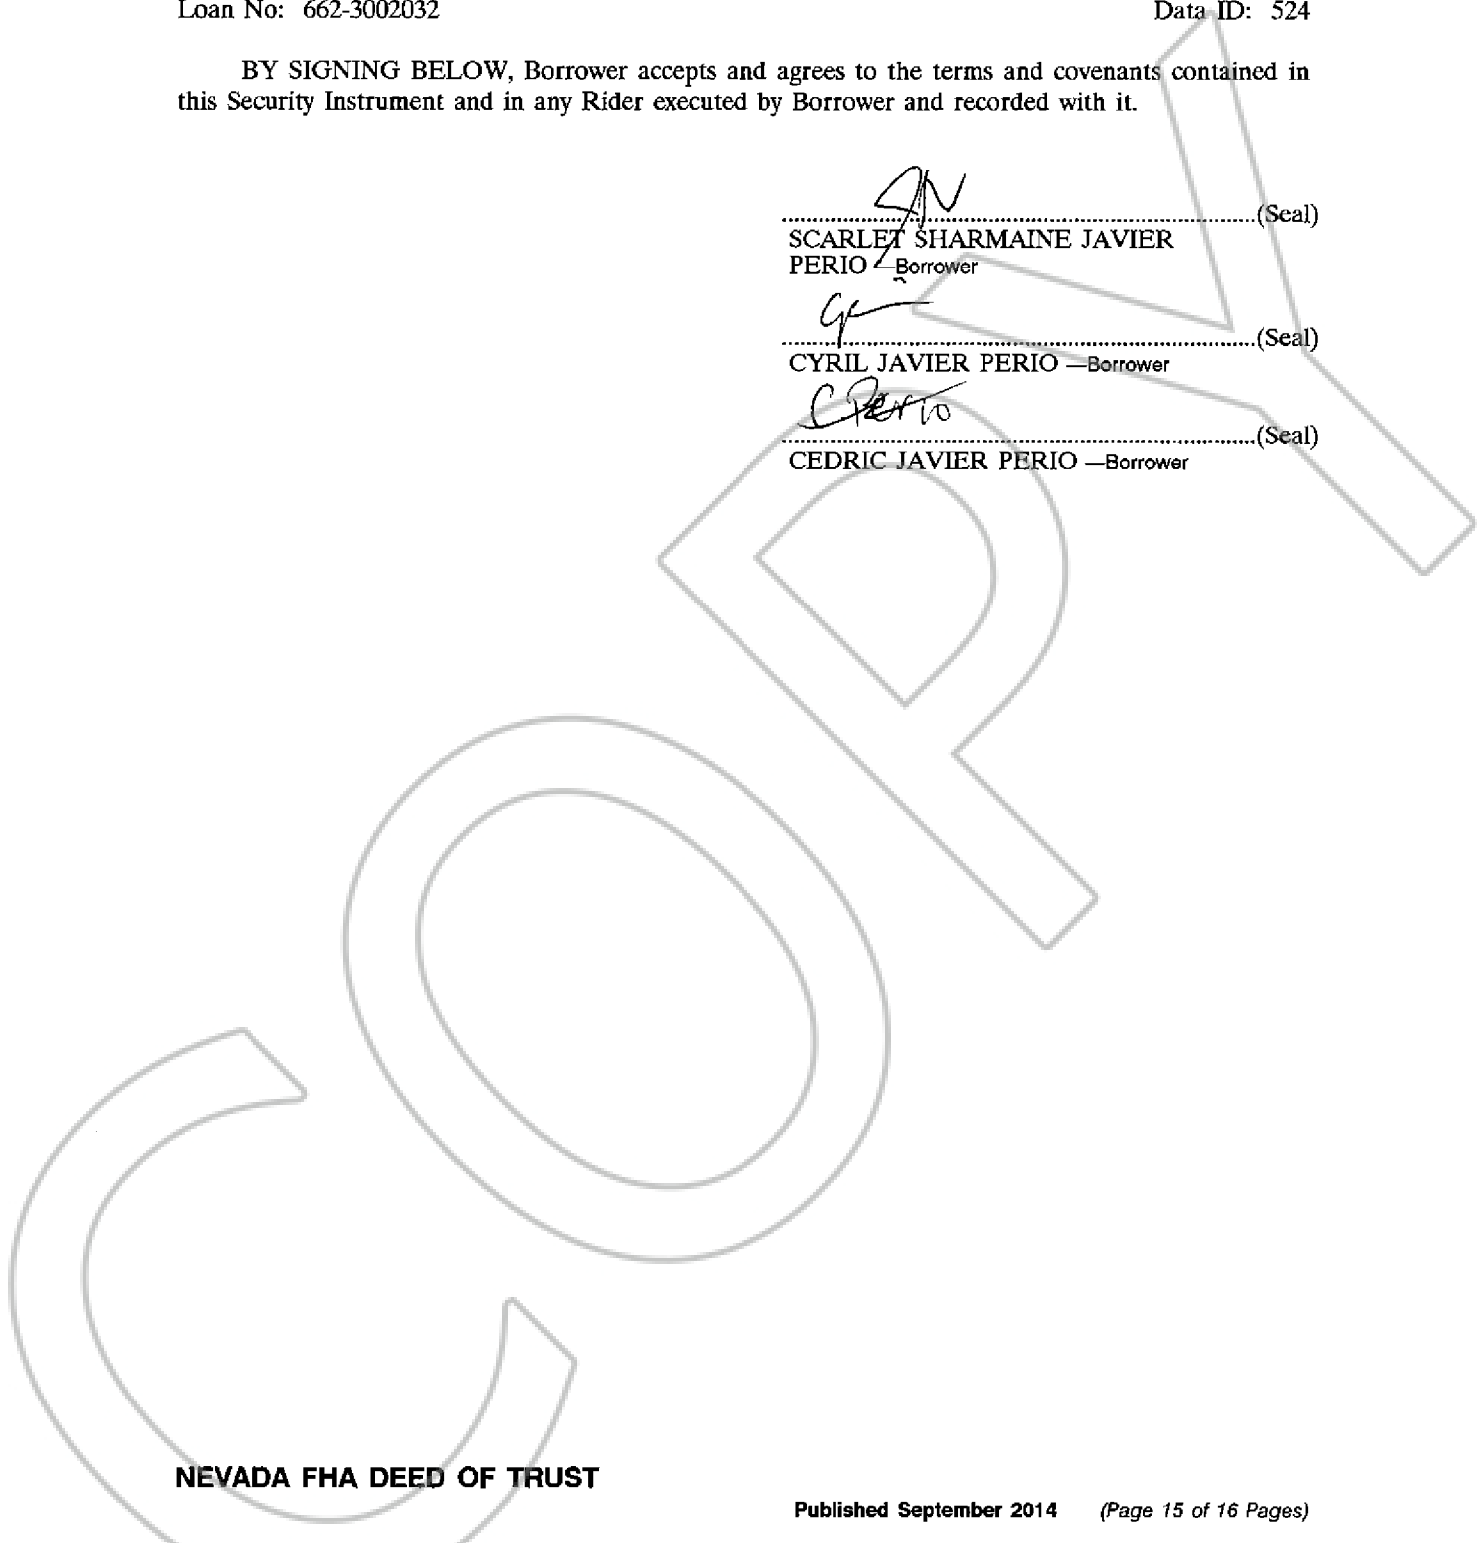 Loan No: 662-3002032 Data ID: 524
BY SIGNING BELOW, Borrower accepts and agrees to the terms and covenants contained in
this Security Instrument and in any Rider executed by Borrower and recorded with it.
(Seal)
SCARLET SHARMAINE JAVIER
PERIO —Borrower
(Seal)
CYRIL JAVIER PERIO —Borrower
C Perio
(Seal)
CEDRIC JAVIER PERIO —Borrower
COPY
NEVADA FHA DEED OF TRUST
Published September 2014 (Page 15 of 16 Pages)